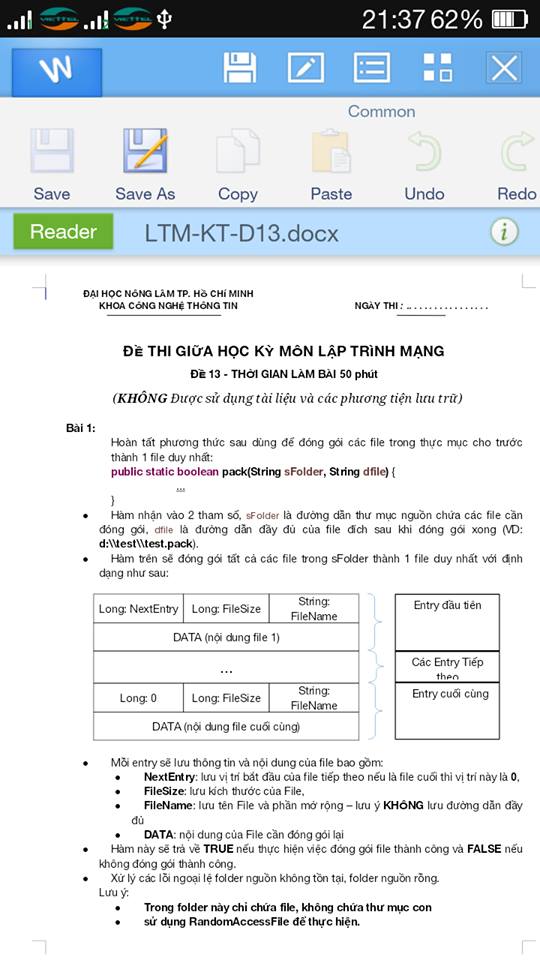 1 VIETTEL 2 VIETTEL 21:37 62%
W
Common
Save Save As Copy Paste Undo Redo
Reader LTM-KT-D13.docx i
ĐẠI HỌC NÔNG LÂM TP. HỒ CHÍ MINH
KHOA CÔNG NGHỆ THÔNG TIN NGÀY THI : .. . . . . . . . . . . . . . . .
ĐỀ THI GIỮA HỌC KỲ MÔN LẬP TRÌNH MẠNG
Đề 13 - THỜI GIAN LÀM BÀI 50 phút
(KHÔNG Được sử dụng tài liệu và các phương tiện lưu trữ)
Bài 1:
Hoàn tất phương thức sau dùng để đóng gói các file trong thực mục cho trước
thành 1 file duy nhất:
public static boolean pack(String sFolder, String dfile) {
...
}
● Hàm nhận vào 2 tham số, sFolder là đường dẫn thư mục nguồn chứa các file cần
đóng gói, dfile là đường dẫn đầy đủ của file đích sau khi đóng gói xong (VD:
d:\\test\\test.pack).
● Hàm trên sẽ đóng gói tất cả các file trong sFolder thành 1 file duy nhất với định
dạng như sau:
Long: NextEntry Long: FileSize String:
FileName
DATA (nội dung file 1)
Entry đầu tiên
...
Các Entry Tiếp
theo
Long: 0 Long: FileSize String:
FileName
DATA (nội dung file cuối cùng)
Entry cuối cùng
● Mỗi entry sẽ lưu thông tin và nội dung của file bao gồm:
● NextEntry: lưu vị trí bắt đầu của file tiếp theo nếu là file cuối thì vị trí này là 0,
● FileSize: lưu kích thước của File,
● FileName: lưu tên File và phần mở rộng – lưu ý KHÔNG lưu đường dẫn đầy
đủ
● DATA: nội dung của File cần đóng gói lại
● Hàm này sẽ trả về TRUE nếu thực hiện việc đóng gói file thành công và FALSE nếu
không đóng gói thành công.
● Xử lý các lỗi ngoại lệ folder nguồn không tồn tại, folder nguồn rỗng.
Lưu ý:
● Trong folder này chỉ chứa file, không chứa thư mục con
● sử dụng RandomAccessFile để thực hiện.